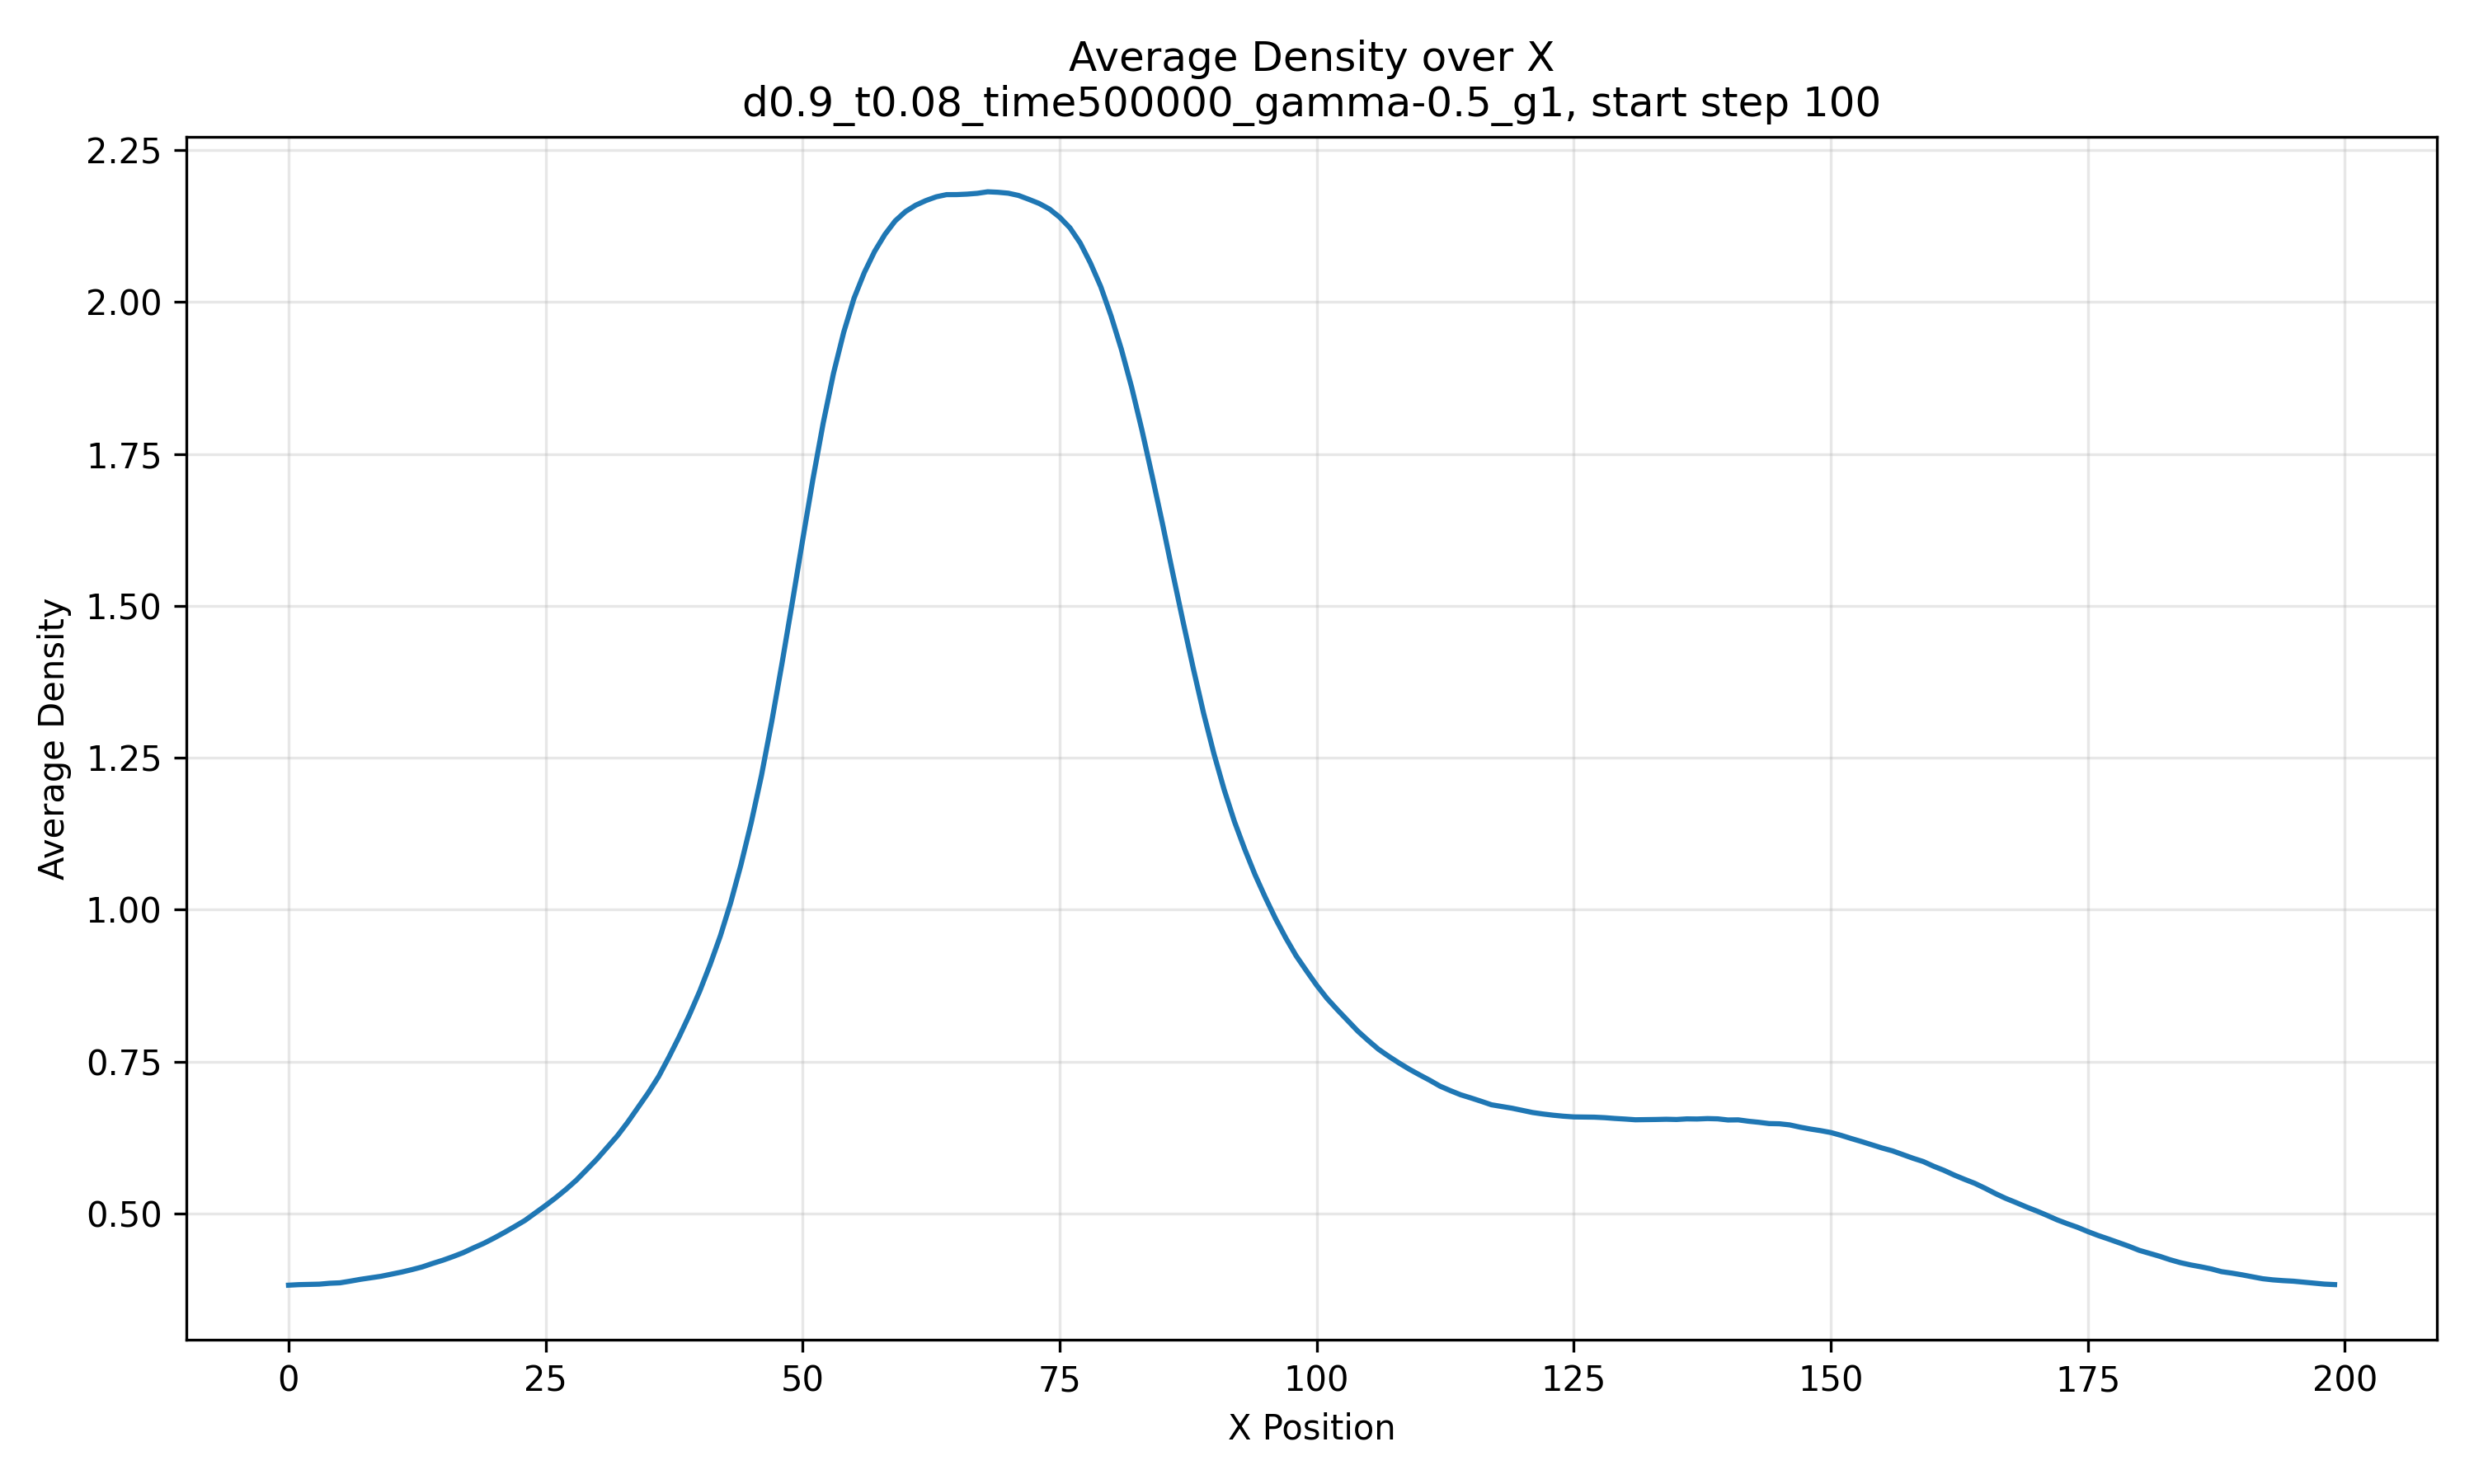 Average Density over X
d0.9_t0.08_time500000_gamma-0.5_g1, start step 100
2.25
2.00
1.75
1.50
1.25
1.00
0.75
0.50
Average Density
0 25 50 75 100 125 150 175 200
X Position